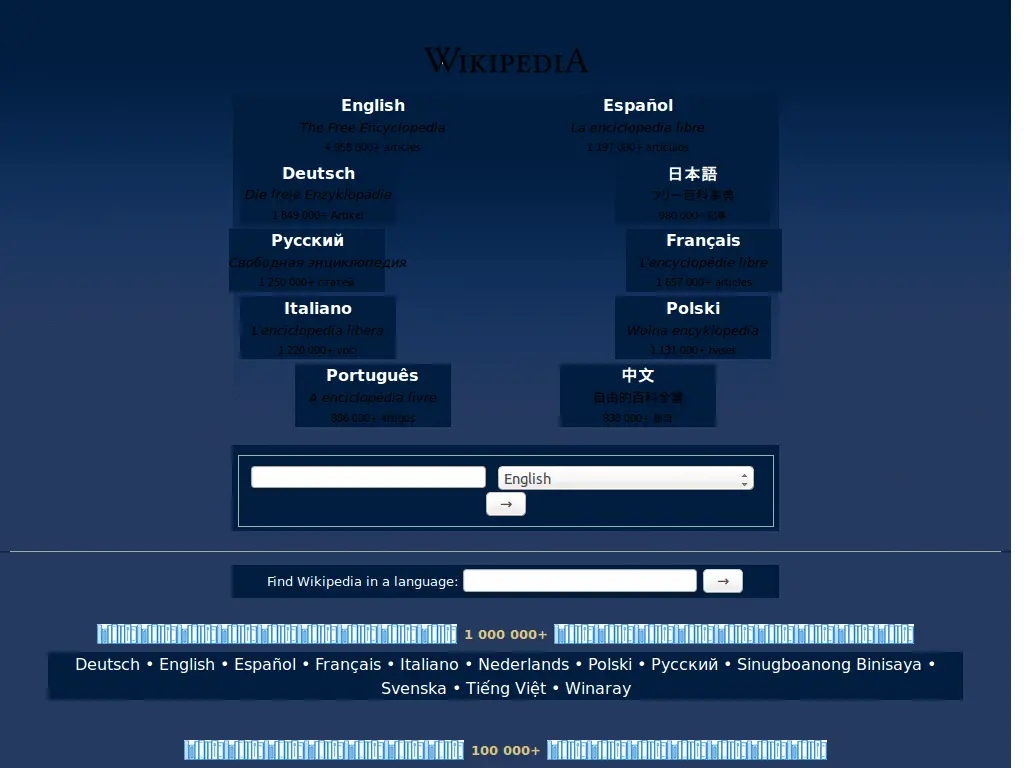 WIKIPEDIA
English
The Free Encyclopedia
4 958 000+ articles
Español
La enciclopedia libre
1 197 000+ artículos
Deutsch
Die freie Enzyklopädie
1 849 000+ Artikel
日本語
フリー百科事典
980 000+ 記事
Русский
Свободная энциклопедия
1 250 000+ статей
Français
L'encyclopédie libre
1 657 000+ articles
Italiano
L'enciclopedia libera
1 220 000+ voci
Polski
Wolna encyklopedia
1 131 000+ haseł
Português
A enciclopédia livre
886 000+ artigos
中文
自由的百科全書
830 000+ 條目
English
→
Find Wikipedia in a language: →
1 000 000+
Deutsch • English • Español • Français • Italiano • Nederlands • Polski • Русский • Sinugboanong Binisaya •
Svenska • Tiếng Việt • Winaray
100 000+